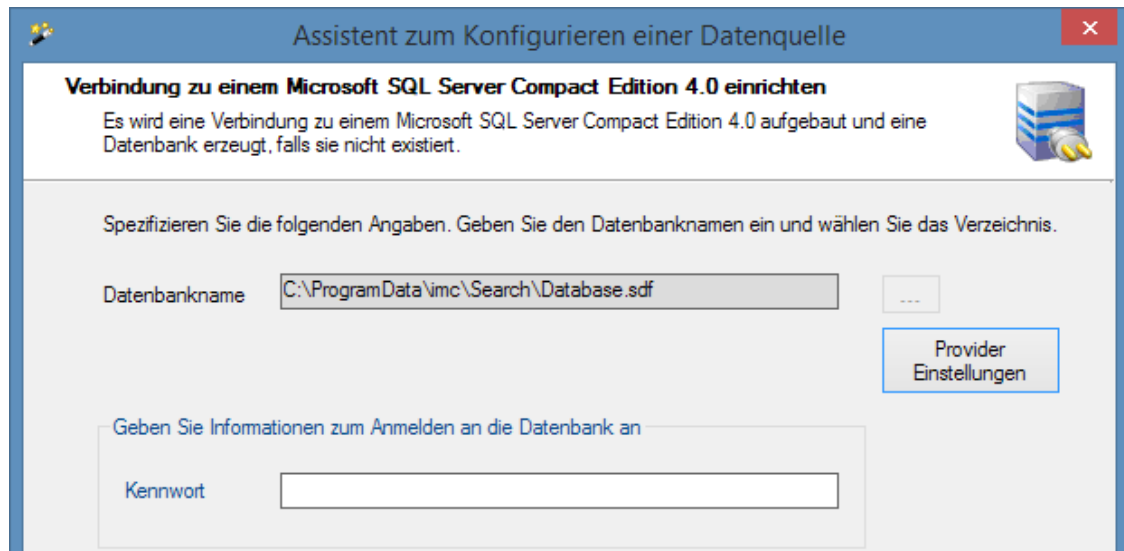 Assistent zum Konfigurieren einer Datenquelle
Verbindung zu einem Microsoft SQL Server Compact Edition 4.0 einrichten
Es wird eine Verbindung zu einem Microsoft SQL Server Compact Edition 4.0 aufgebaut und eine
Datenbank erzeugt, falls sie nicht existiert.
Spezifizieren Sie die folgenden Angaben. Geben Sie den Datenbanknamen ein und wählen Sie das Verzeichnis.
Datenbankname C:\ProgramData\imc\Search\Database.sdf ...
Provider
Einstellungen
Geben Sie Informationen zum Anmelden an die Datenbank an
Kennwort